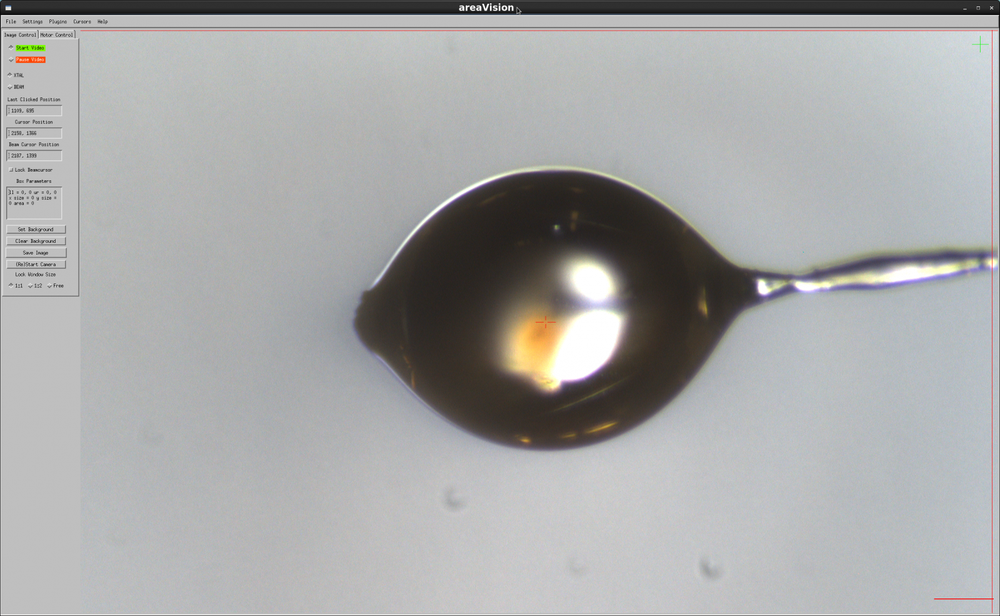 areaVision
File Settings Plugins Cursors Help
Image Control Motor Control
Start Video
Pause Video
XTAL
BEAM
Last Clicked Position
1109, 695
Cursor Position
2158, 1366
Beam Cursor Position
2187, 1399
Lock Beamcursor
Box Parameters
ll = 0, 0 ur = 0, 0
x size = 0 y size =
0 area = 0
Set Background
Clear Background
Save Image
(Re)Start Camera
Lock Window Size
1:1 1:2 Free